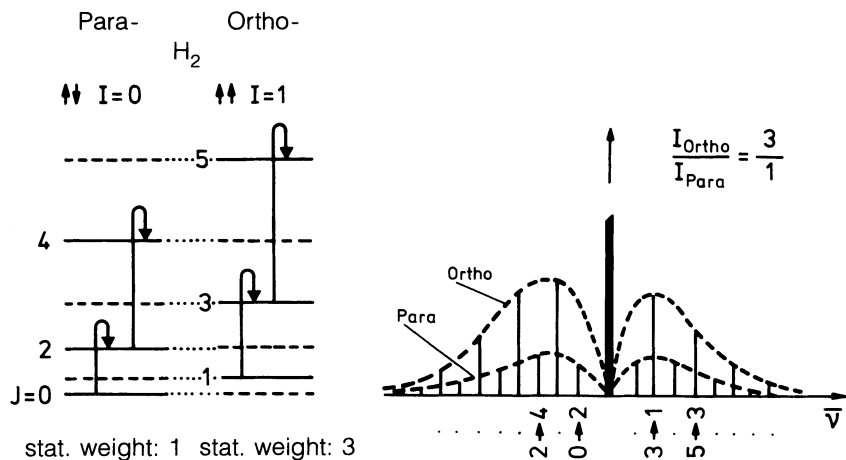 Para- Ortho-
H₂
↑↓ I=0 ↑↑ I=1
5
4
3
2
1
J=0
stat. weight: 1 stat. weight: 3
I_Ortho / I_Para = 3 / 1
Ortho
Para
ν̄
2→4
0→2
3→1
5→3